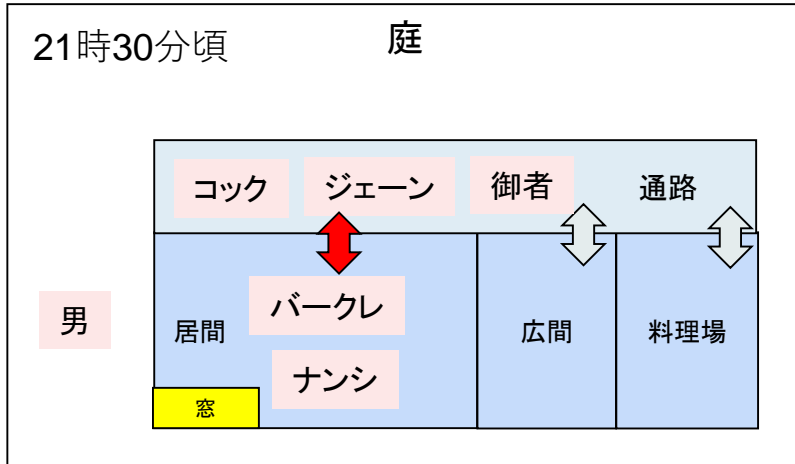 21時30分頃
庭
コック
ジェーン
御者
通路
男
居間
バークレ
ナンシ
窓
広間
料理場